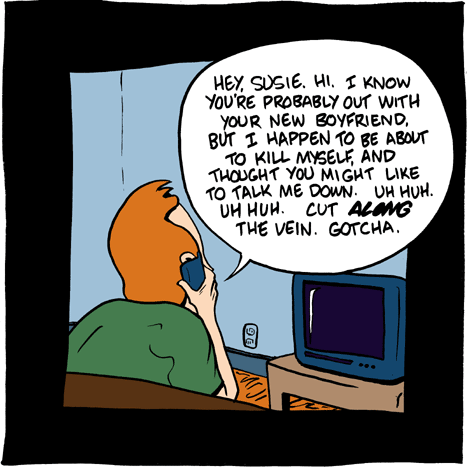 HEY, SUSIE. HI. I KNOW
YOU'RE PROBABLY OUT WITH
YOUR NEW BOYFRIEND,
BUT I HAPPEN TO BE ABOUT
TO KILL MYSELF, AND
THOUGHT YOU MIGHT LIKE
TO TALK ME DOWN. UH HUH.
UH HUH. CUT ALONG
THE VEIN. GOTCHA.